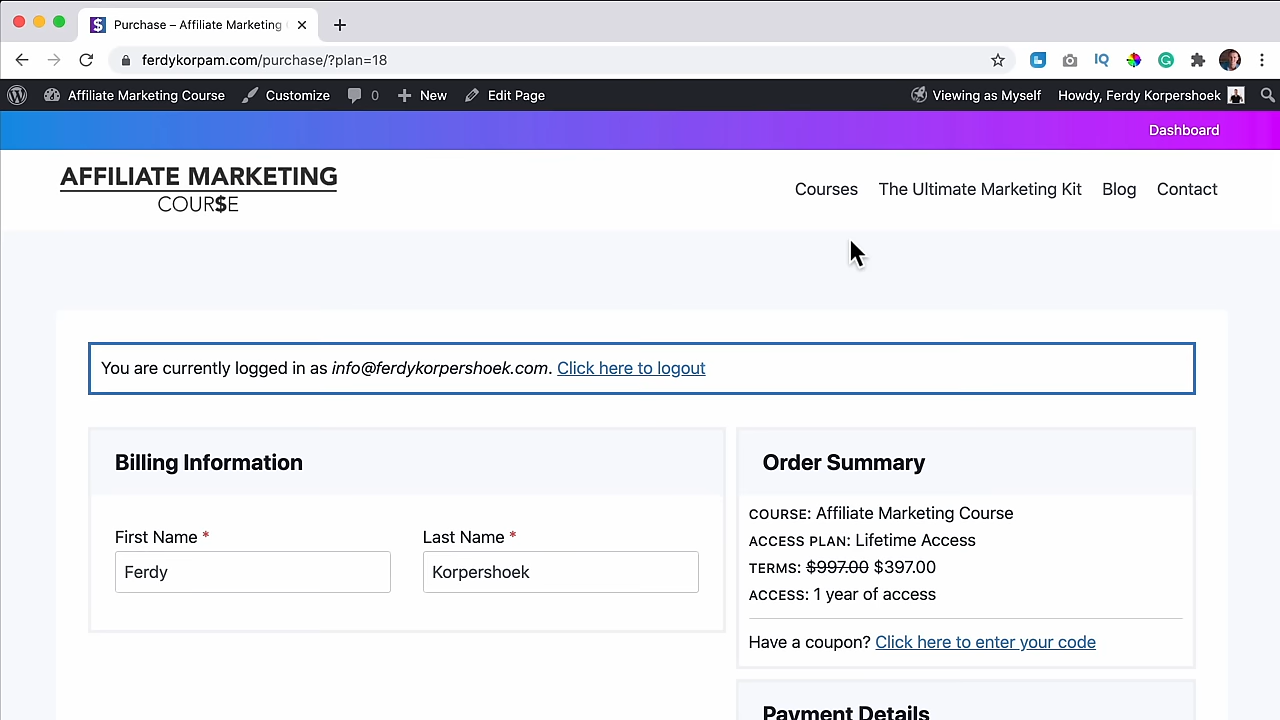 Purchase – Affiliate Marketing
ferdykorpam.com/purchase/?plan=18
IQ
Affiliate Marketing Course Customize 0 New Edit Page Viewing as Myself Howdy, Ferdy Korpershoek
Dashboard
AFFILIATE MARKETING
COUR$E
Courses The Ultimate Marketing Kit Blog Contact
You are currently logged in as info@ferdykorpershoek.com. Click here to logout
Billing Information
First Name * Last Name *
Ferdy Korpershoek
Order Summary
COURSE: Affiliate Marketing Course
ACCESS PLAN: Lifetime Access
TERMS: $997.00 $397.00
ACCESS: 1 year of access
Have a coupon? Click here to enter your code
Payment Details